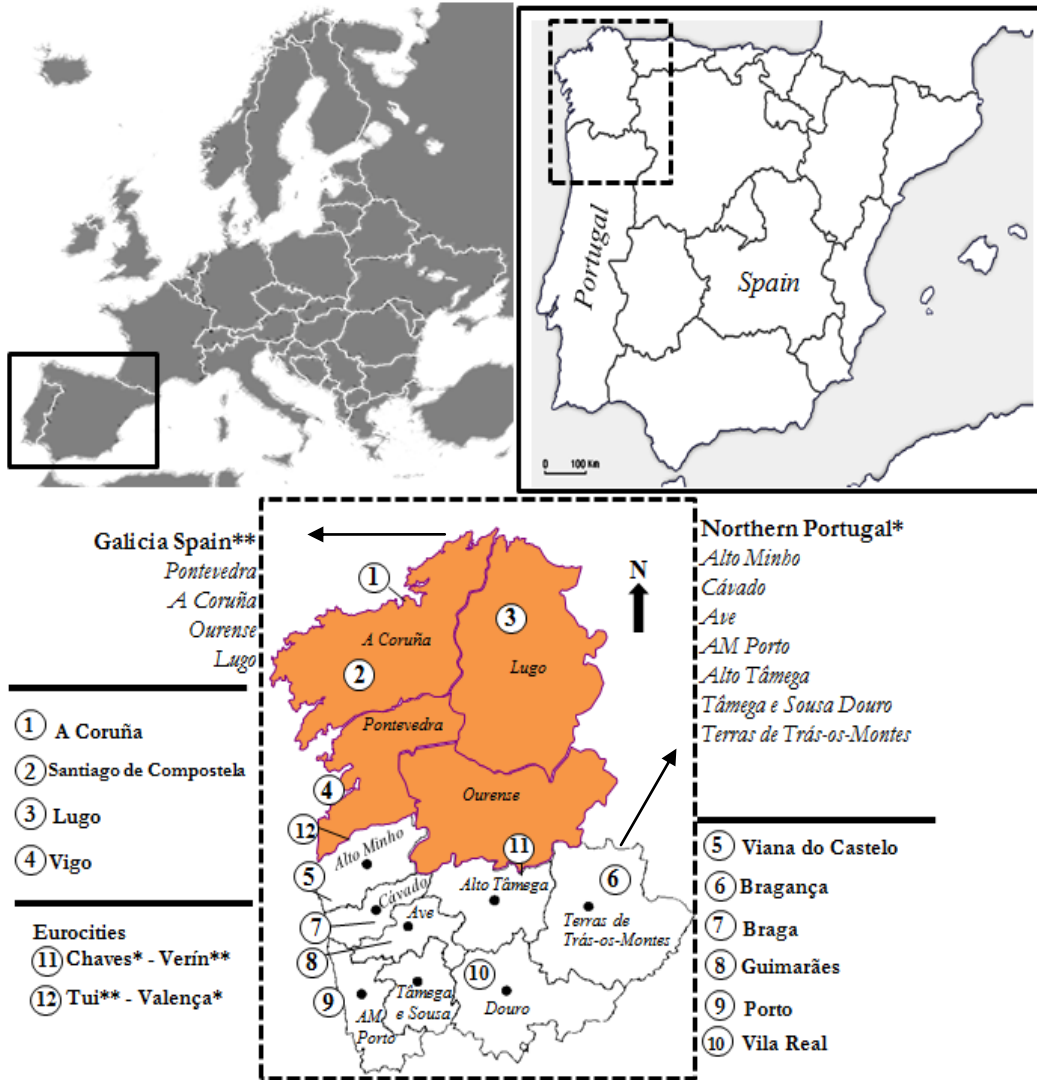 Portugal
Spain
0 100 Km
Galicia Spain**
Pontevedra
A Coruña
Ourense
Lugo
1 A Coruña
2 Santiago de Compostela
3 Lugo
4 Vigo
Eurocities
11 Chaves* - Verín**
12 Tui** - Valença*
N
1
3
A Coruña
2
Lugo
Pontevedra
4
Ourense
12
Alto Minho
11
5
Cávado
Alto Tâmega
6
Ave
7
Terras de
Trás-os-Montes
8
10
9
Tâmega
e Sousa
Douro
AM
Porto
Northern Portugal*
Alto Minho
Cávado
Ave
AM Porto
Alto Tâmega
Tâmega e Sousa Douro
Terras de Trás-os-Montes
5 Viana do Castelo
6 Bragança
7 Braga
8 Guimarães
9 Porto
10 Vila Real